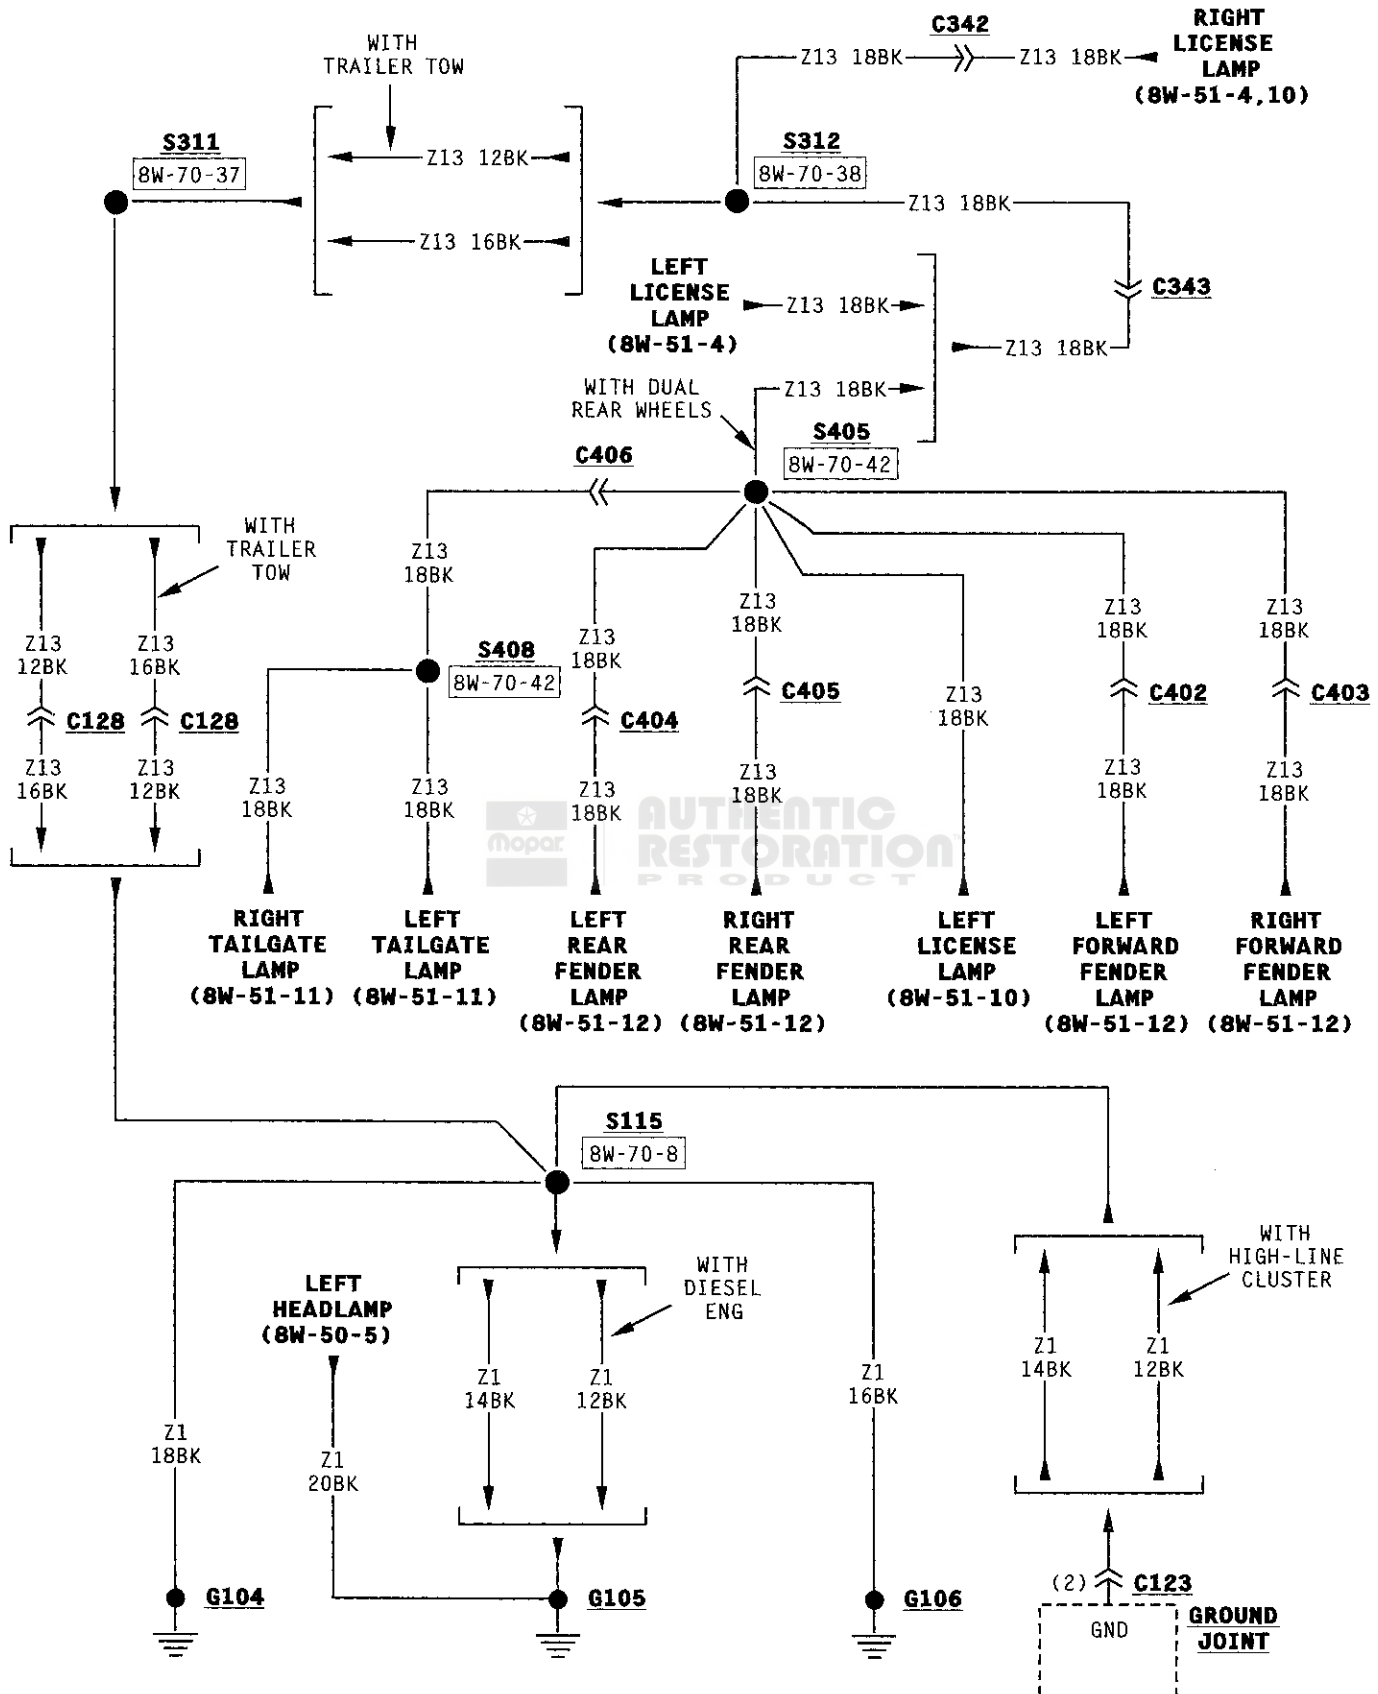 C342
RIGHT
LICENSE
LAMP
(8W-51-4,10)
Z13 18BK
Z13 18BK
WITH
TRAILER TOW
S311
8W-70-37
Z13 12BK
Z13 16BK
S312
8W-70-38
Z13 18BK
C343
LEFT
LICENSE
LAMP
(8W-51-4)
Z13 18BK
Z13 18BK
WITH DUAL
REAR WHEELS
Z13 18BK
S405
8W-70-42
C406
WITH
TRAILER
TOW
Z13
12BK
Z13
16BK
C128
C128
Z13
16BK
Z13
12BK
Z13
18BK
S408
8W-70-42
Z13
18BK
Z13
18BK
Z13
18BK
C404
Z13
18BK
Z13
18BK
C405
Z13
18BK
Z13
18BK
Z13
18BK
C402
Z13
18BK
Z13
18BK
C403
Z13
18BK
Mopar
AUTHENTIC
RESTORATION
PRODUCT
RIGHT
TAILGATE
LAMP
(8W-51-11)
LEFT
TAILGATE
LAMP
(8W-51-11)
LEFT
REAR
FENDER
LAMP
(8W-51-12)
RIGHT
REAR
FENDER
LAMP
(8W-51-12)
LEFT
LICENSE
LAMP
(8W-51-10)
LEFT
FORWARD
FENDER
LAMP
(8W-51-12)
RIGHT
FORWARD
FENDER
LAMP
(8W-51-12)
S115
8W-70-8
LEFT
HEADLAMP
(8W-50-5)
WITH
DIESEL
ENG
WITH
HIGH-LINE
CLUSTER
Z1
18BK
Z1
20BK
Z1
14BK
Z1
12BK
Z1
16BK
Z1
14BK
Z1
12BK
G104
G105
G106
(2)
C123
GND
GROUND
JOINT